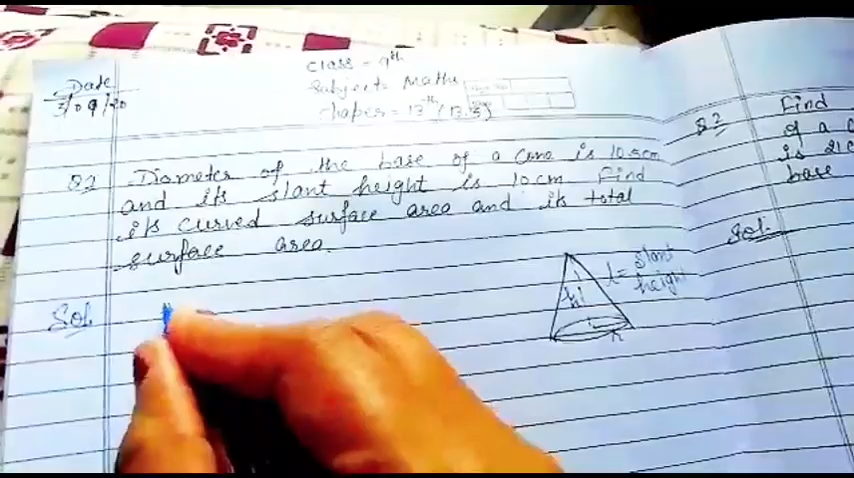 Date
3/09/20
Class = 9th
Subject = Maths
Chapter = 13th (13.3)
Q1 Diameter of the base of a cone is 10.5cm
and its slant height is 10cm Find
its curved surface area and its total
surface area.
Sol.
h
l = slant
height
r
Q2 Find
of a
is 21
base
Sol.